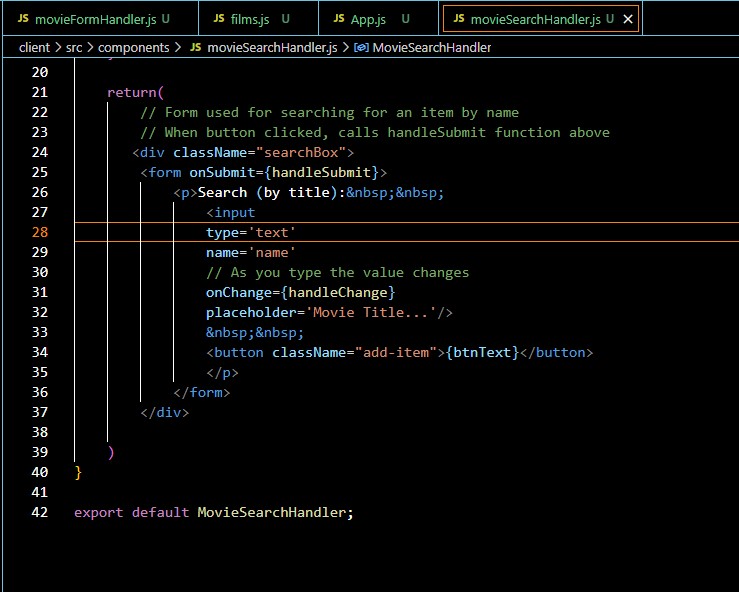 JS movieFormHandler.js U JS films.js U JS App.js U JS movieSearchHandler.js U ×
client > src > components > JS movieSearchHandler.js > MovieSearchHandler
20
21 return(
22 // Form used for searching for an item by name
23 // When button clicked, calls handleSubmit function above
24 <div className="searchBox">
25 <form onSubmit={handleSubmit}>
26 <p>Search (by title):&nbsp;&nbsp;
27 <input
28 type='text'
29 name='name'
30 // As you type the value changes
31 onChange={handleChange}
32 placeholder='Movie Title...'/>
33 &nbsp;&nbsp;
34 <button className="add-item">{btnText}</button>
35 </p>
36 </form>
37 </div>
38
39 )
40 }
41
42 export default MovieSearchHandler;